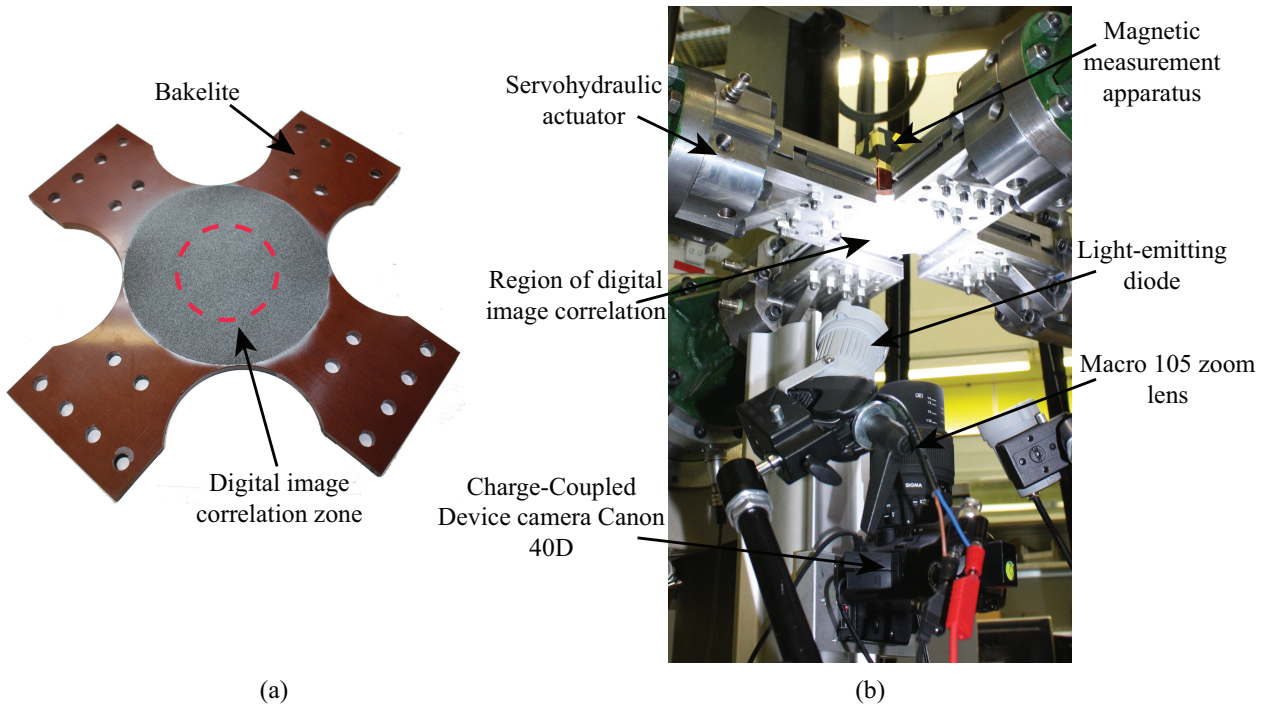 Bakelite
Digital image
correlation zone
(a)
Servohydraulic
actuator
Magnetic
measurement
apparatus
Region of digital
image correlation
Light-emitting
diode
Macro 105 zoom
lens
Charge-Coupled
Device camera Canon
40D
SIGMA
(b)